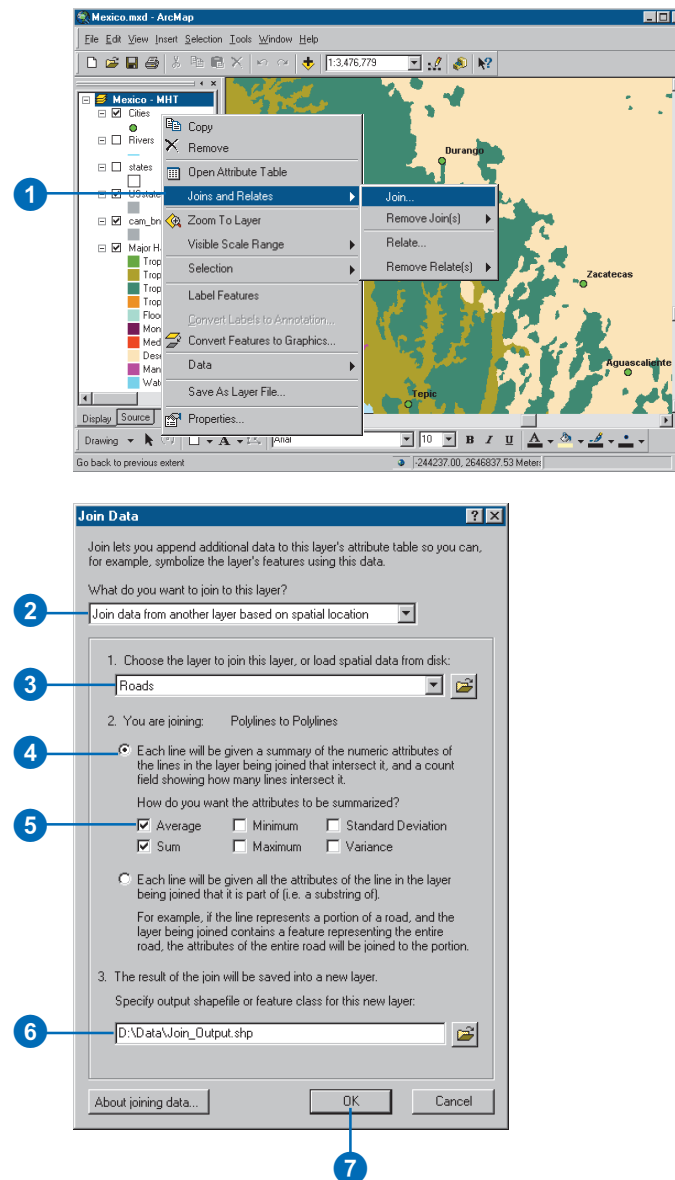 Mexico.mxd - ArcMap
File Edit View Insert Selection Tools Window Help
1:3,476,779
Mexico - MHT
Cities
Rivers
states
USstate
cam_bn
Major H
Trop
Trop
Trop
Trop
Floo
Mon
Med
Dese
Man
Wat
Display Source
Copy
Remove
Open Attribute Table
1
Joins and Relates
Zoom To Layer
Visible Scale Range
Selection
Label Features
Convert Labels to Annotation...
Convert Features to Graphics...
Data
Save As Layer File...
Properties...
Join...
Remove Join(s)
Relate...
Remove Relate(s)
Durango
Zacatecas
Aguascaliente
Tepic
Drawing A Arial 10 B I U A
Go back to previous extent
-244237.00, 2646837.53 Meters
Join Data
Join lets you append additional data to this layer's attribute table so you can,
for example, symbolize the layer's features using this data.
What do you want to join to this layer?
2
Join data from another layer based on spatial location
1. Choose the layer to join this layer, or load spatial data from disk:
3
Roads
2. You are joining: Polylines to Polylines
4
Each line will be given a summary of the numeric attributes of
the lines in the layer being joined that intersect it, and a count
field showing how many lines intersect it.
How do you want the attributes to be summarized?
5
Average Minimum Standard Deviation
Sum Maximum Variance
Each line will be given all the attributes of the line in the layer
being joined that it is part of (i.e. a substring of).
For example, if the line represents a portion of a road, and the
layer being joined contains a feature representing the entire
road, the attributes of the entire road will be joined to the portion.
3. The result of the join will be saved into a new layer.
Specify output shapefile or feature class for this new layer:
6
D:\Data\Join_Output.shp
About joining data... OK Cancel
7